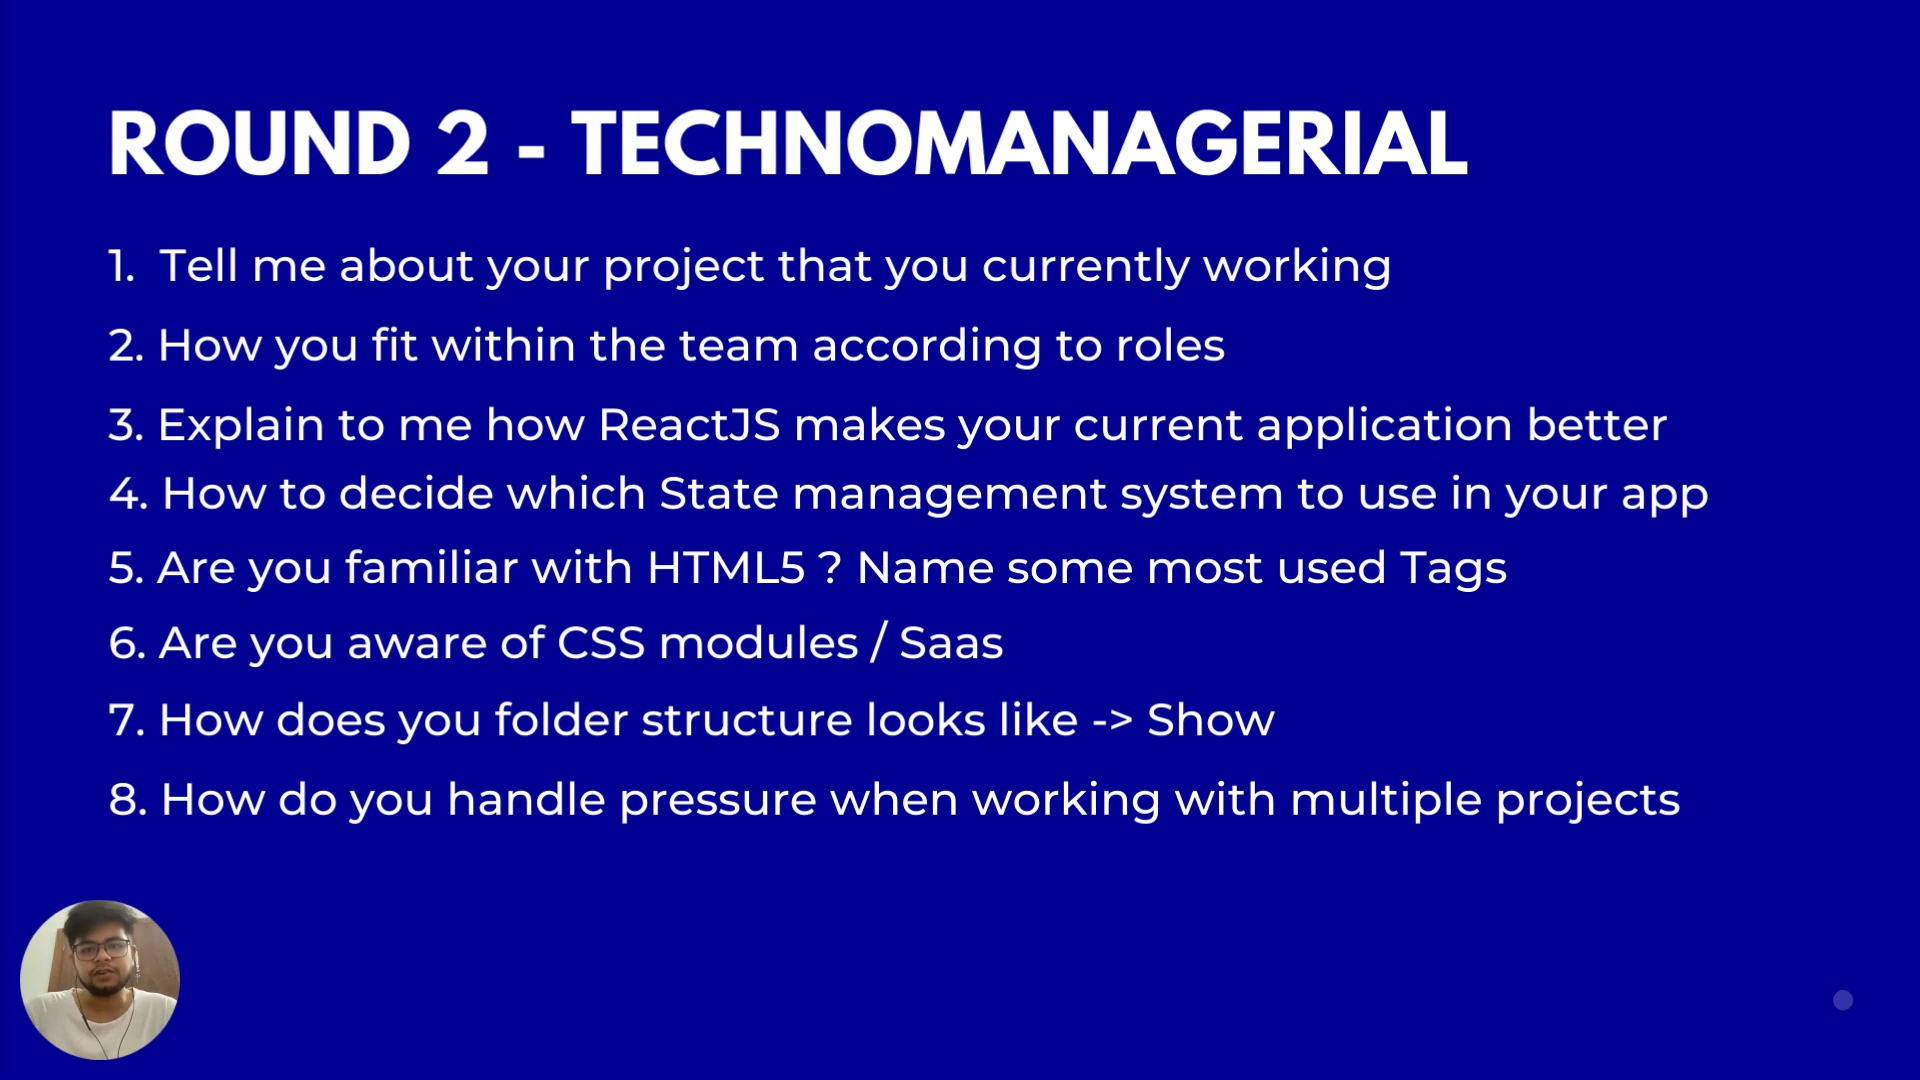 ROUND 2 - TECHNOMANAGERIAL
1. Tell me about your project that you currently working
2. How you fit within the team according to roles
3. Explain to me how ReactJS makes your current application better
4. How to decide which State management system to use in your app
5. Are you familiar with HTML5 ? Name some most used Tags
6. Are you aware of CSS modules / Saas
7. How does you folder structure looks like -> Show
8. How do you handle pressure when working with multiple projects